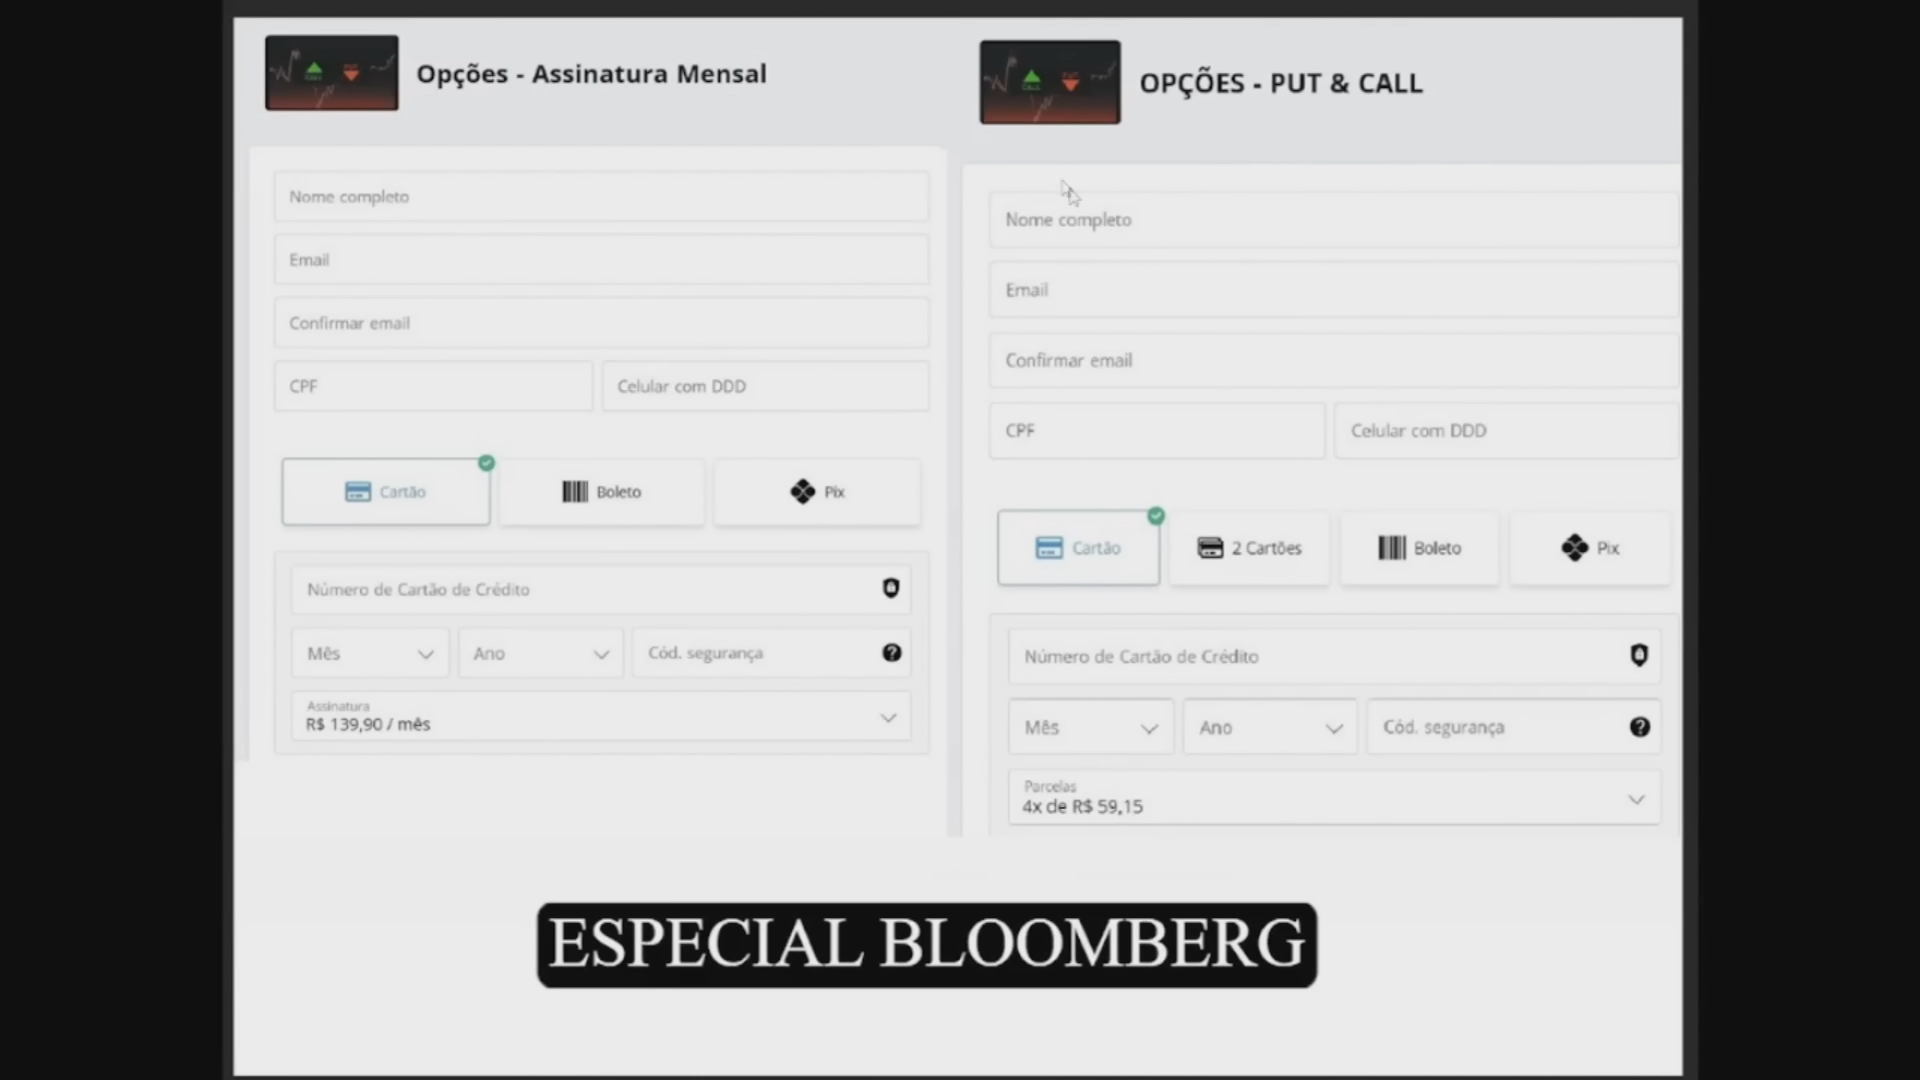 Opções - Assinatura Mensal
Nome completo
Email
Confirmar email
CPF
Celular com DDD
Cartão
Boleto
Pix
Número de Cartão de Crédito
Mês
Ano
Cód. segurança
Assinatura
R$ 139,90 / mês
OPÇÕES - PUT & CALL
Nome completo
Email
Confirmar email
CPF
Celular com DDD
Cartão
2 Cartões
Boleto
Pix
Número de Cartão de Crédito
Mês
Ano
Cód. segurança
Parcelas
4x de R$ 59,15
ESPECIAL BLOOMBERG